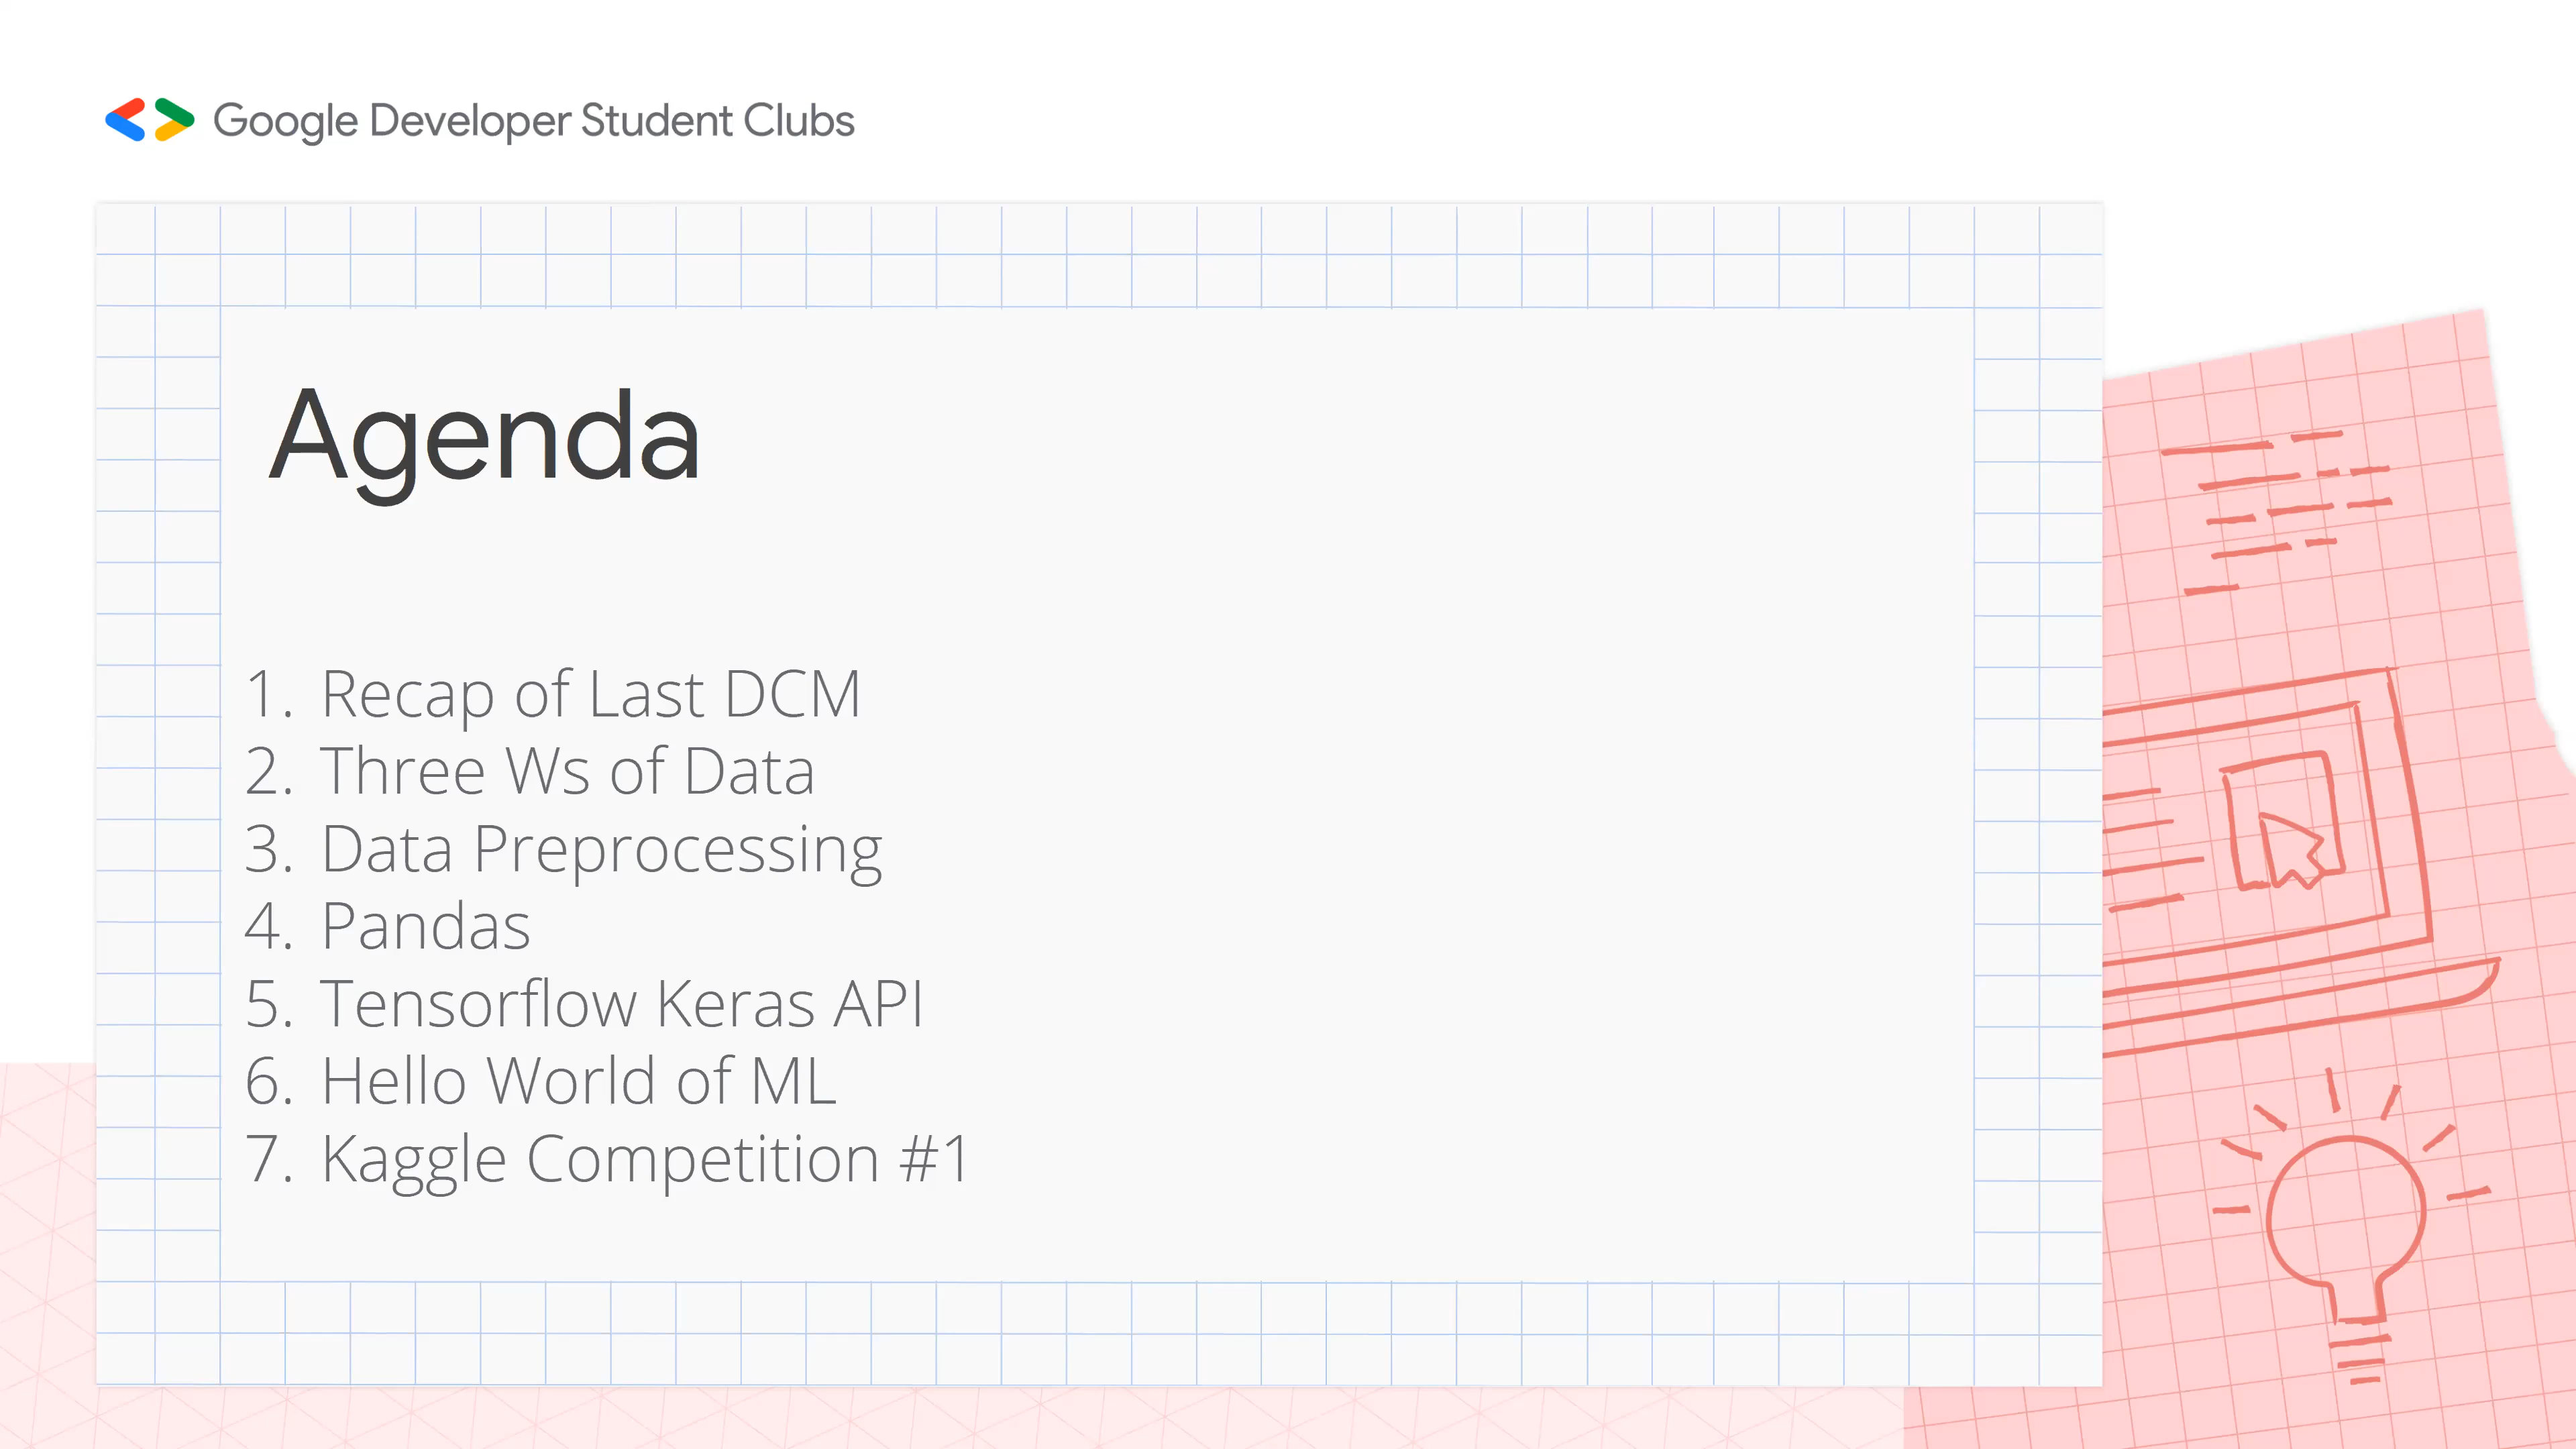 Google Developer Student Clubs
Agenda
1. Recap of Last DCM
2. Three Ws of Data
3. Data Preprocessing
4. Pandas
5. Tensorflow Keras API
6. Hello World of ML
7. Kaggle Competition #1